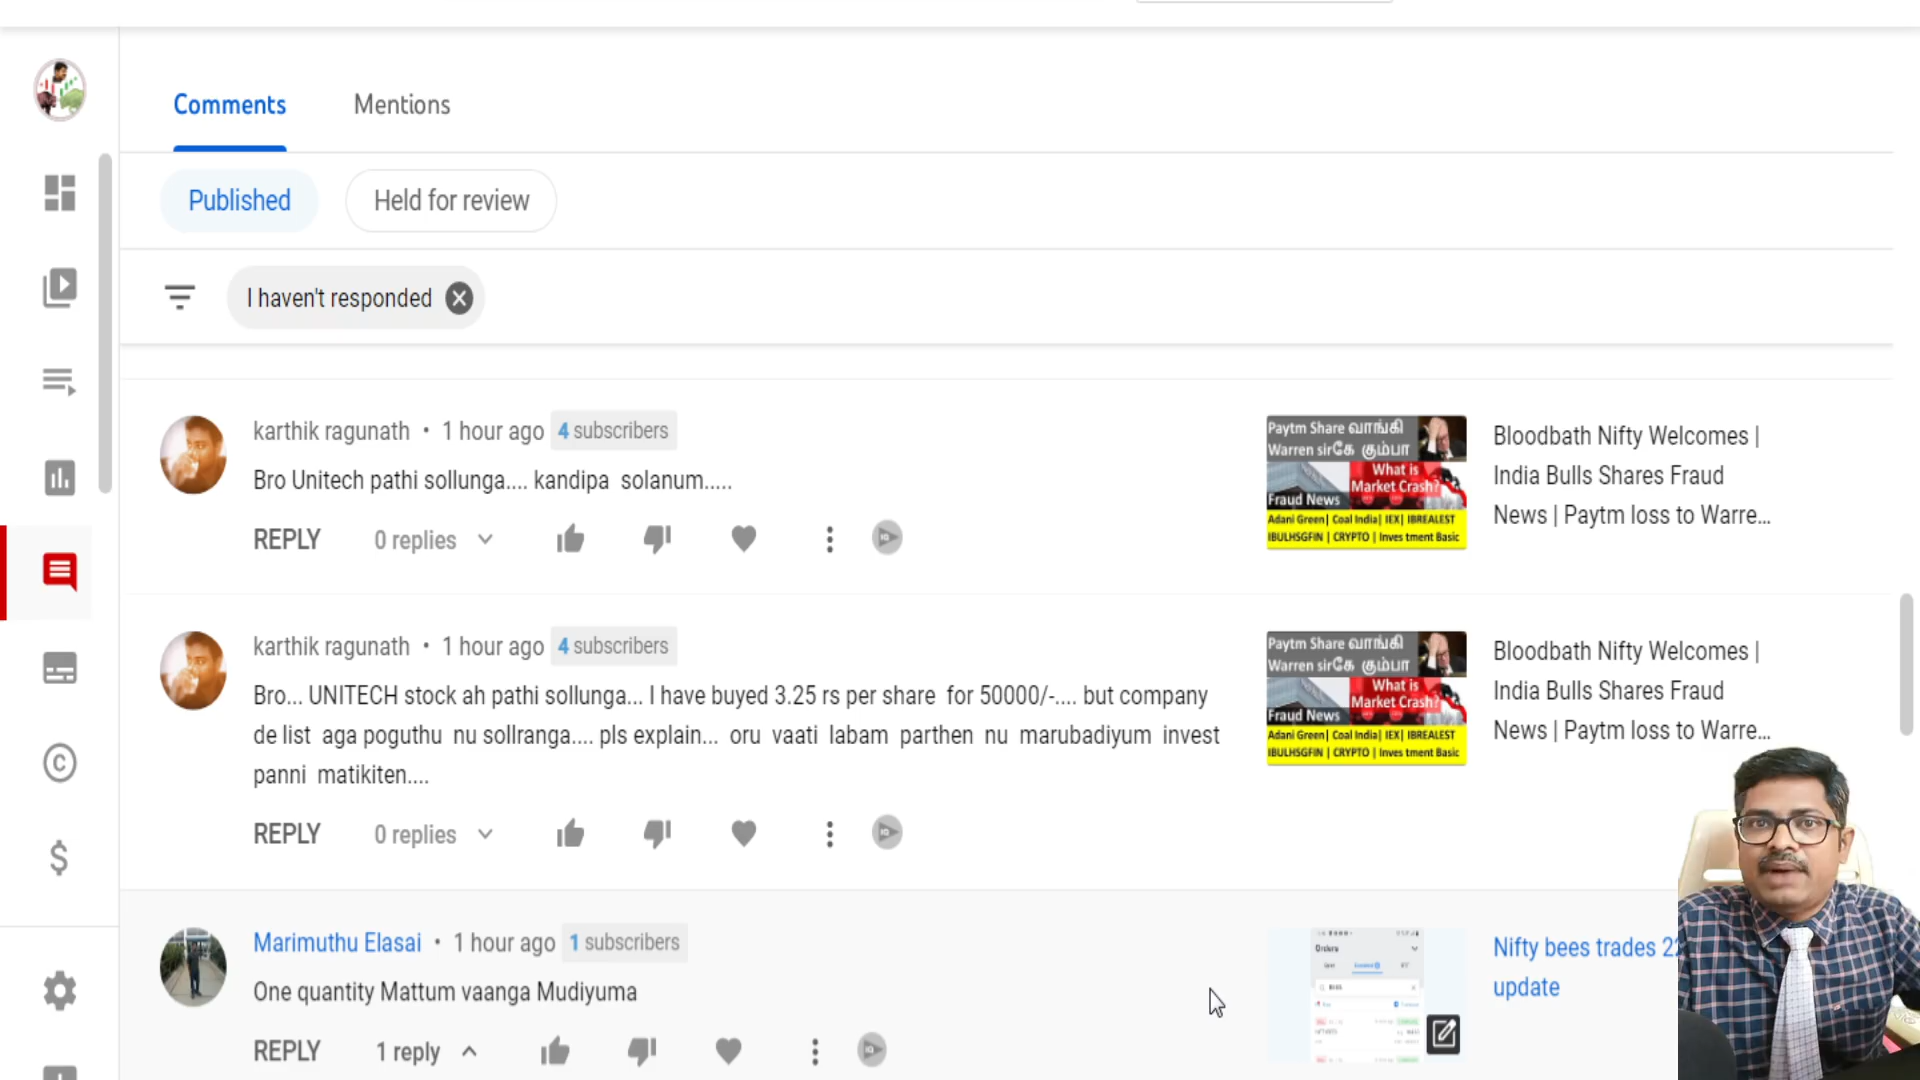 Comments
Mentions
Published
Held for review
I haven't responded
karthik ragunath • 1 hour ago 4 subscribers
Bro Unitech pathi sollunga.... kandipa solanum.....
REPLY 0 replies
Paytm Share வாங்கி
Warren sirகே கும்பா
What is
Market Crash?
Fraud News
Adani Green| Coal India| IEX| IBREALEST
IBULHSGFIN | CRYPTO | Inves tment Basic
Bloodbath Nifty Welcomes |
India Bulls Shares Fraud
News | Paytm loss to Warre...
karthik ragunath • 1 hour ago 4 subscribers
Bro... UNITECH stock ah pathi sollunga... I have buyed 3.25 rs per share for 50000/-.... but company
de list aga poguthu nu sollranga.... pls explain... oru vaati labam parthen nu marubadiyum invest
panni matikiten....
REPLY 0 replies
Paytm Share வாங்கி
Warren sirகே கும்பா
What is
Market Crash?
Fraud News
Adani Green| Coal India| IEX| IBREALEST
IBULHSGFIN | CRYPTO | Inves tment Basic
Bloodbath Nifty Welcomes |
India Bulls Shares Fraud
News | Paytm loss to Warre...
Marimuthu Elasai • 1 hour ago 1 subscribers
One quantity Mattum vaanga Mudiyuma
REPLY 1 reply
Orders
Nifty bees trades
update